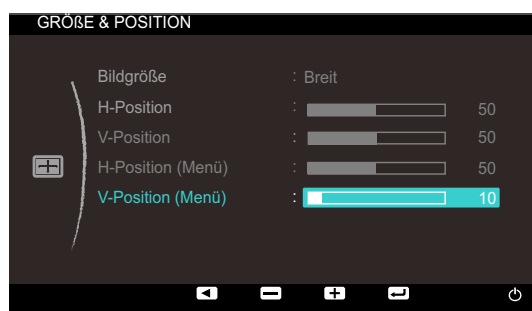 GRÖßE & POSITION
Bildgröße : Breit
H-Position : 50
V-Position : 50
H-Position (Menü) : 50
V-Position (Menü) : 10